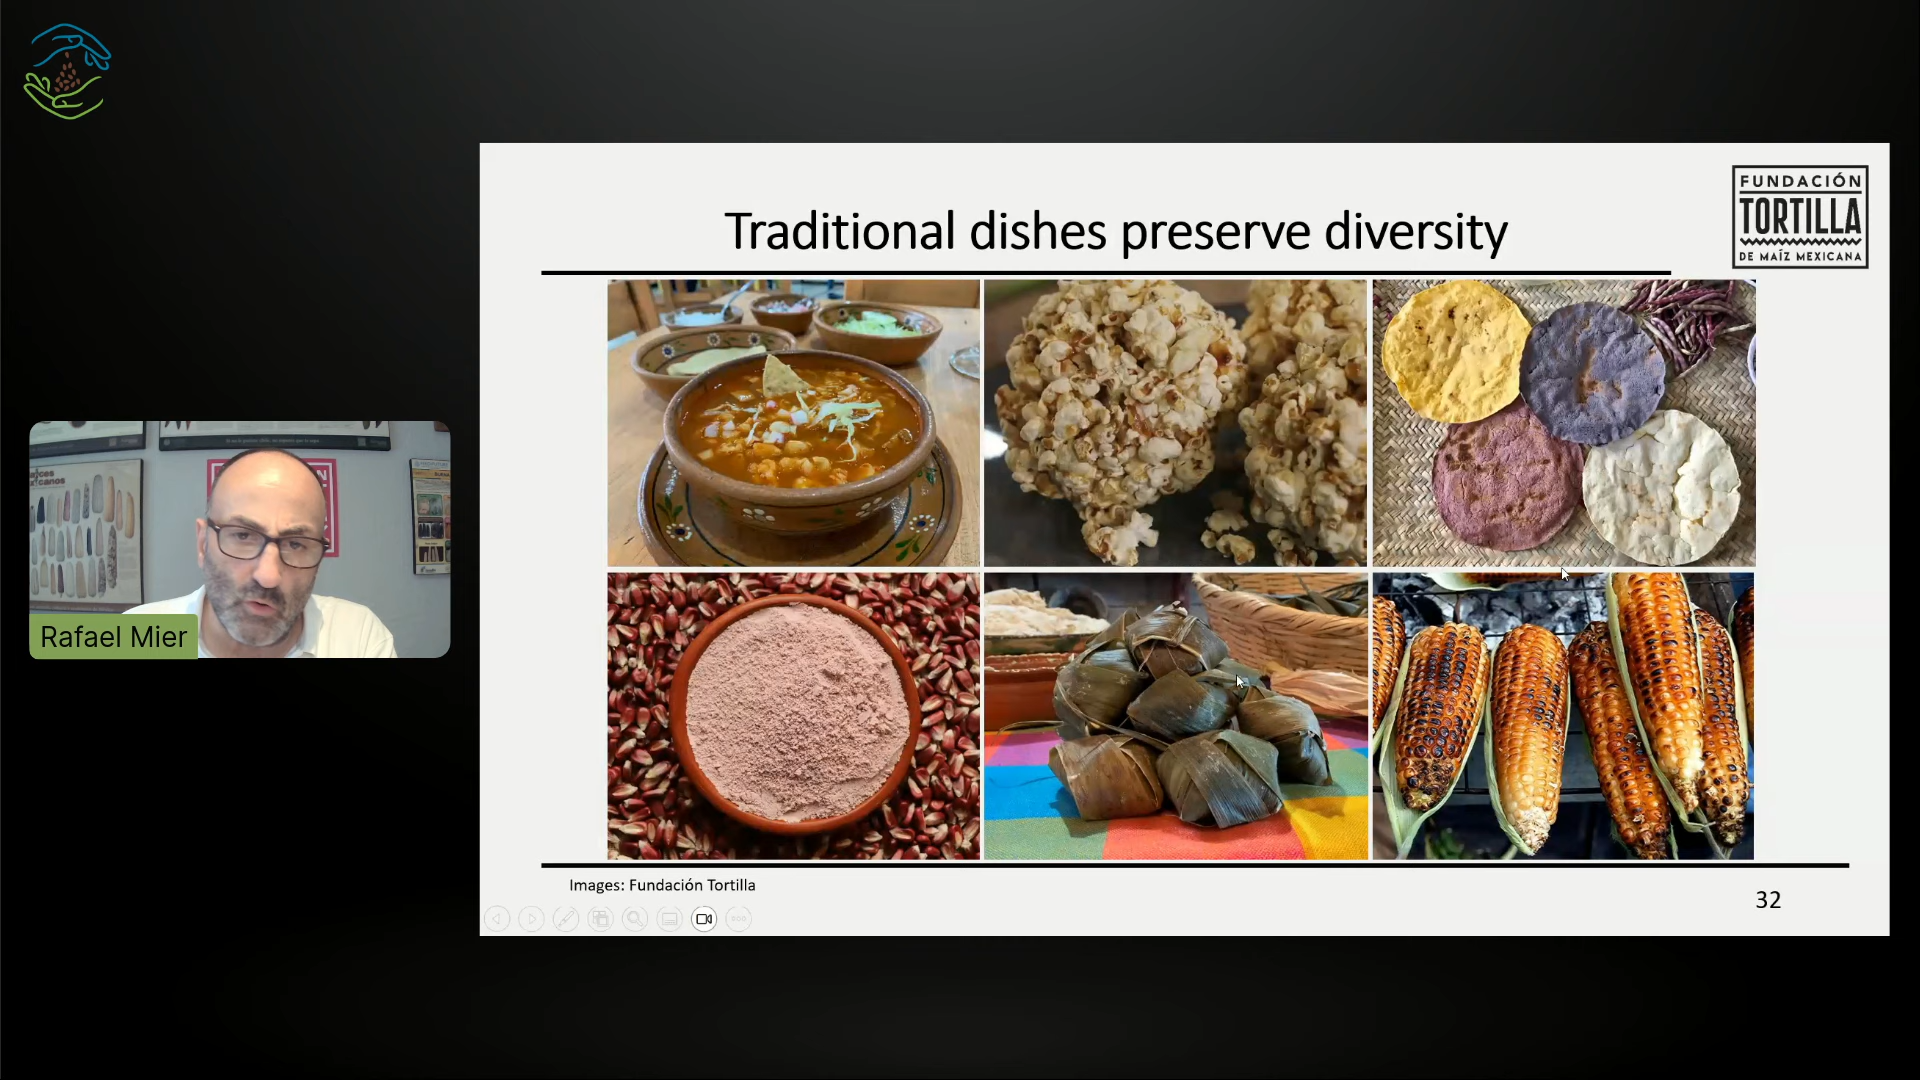 Traditional dishes preserve diversity
FUNDACIÓN
TORTILLA
DE MAÍZ MEXICANA
Rafael Mier
Images: Fundación Tortilla
32